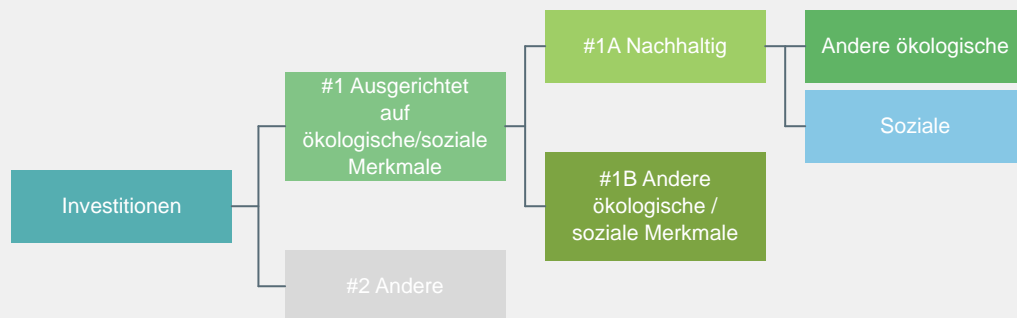 Investitionen
#1 Ausgerichtet
auf
ökologische/soziale
Merkmale
#2 Andere
#1A Nachhaltig
#1B Andere
ökologische /
soziale Merkmale
Andere ökologische
Soziale